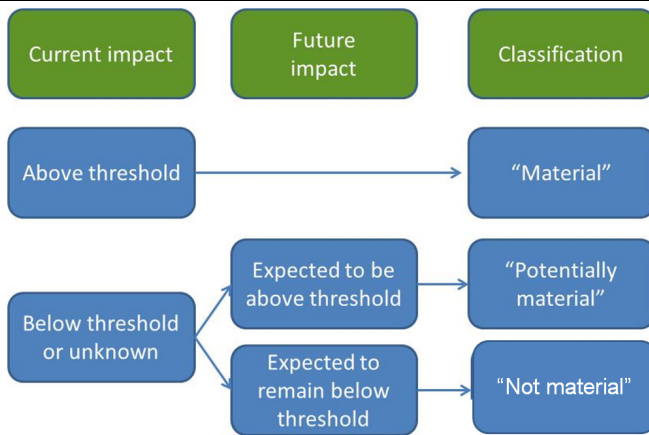 Current impact
Future
impact
Classification
Above threshold
“Material”
Below threshold
or unknown
Expected to be
above threshold
“Potentially
material”
Expected to
remain below
threshold
“Not material”